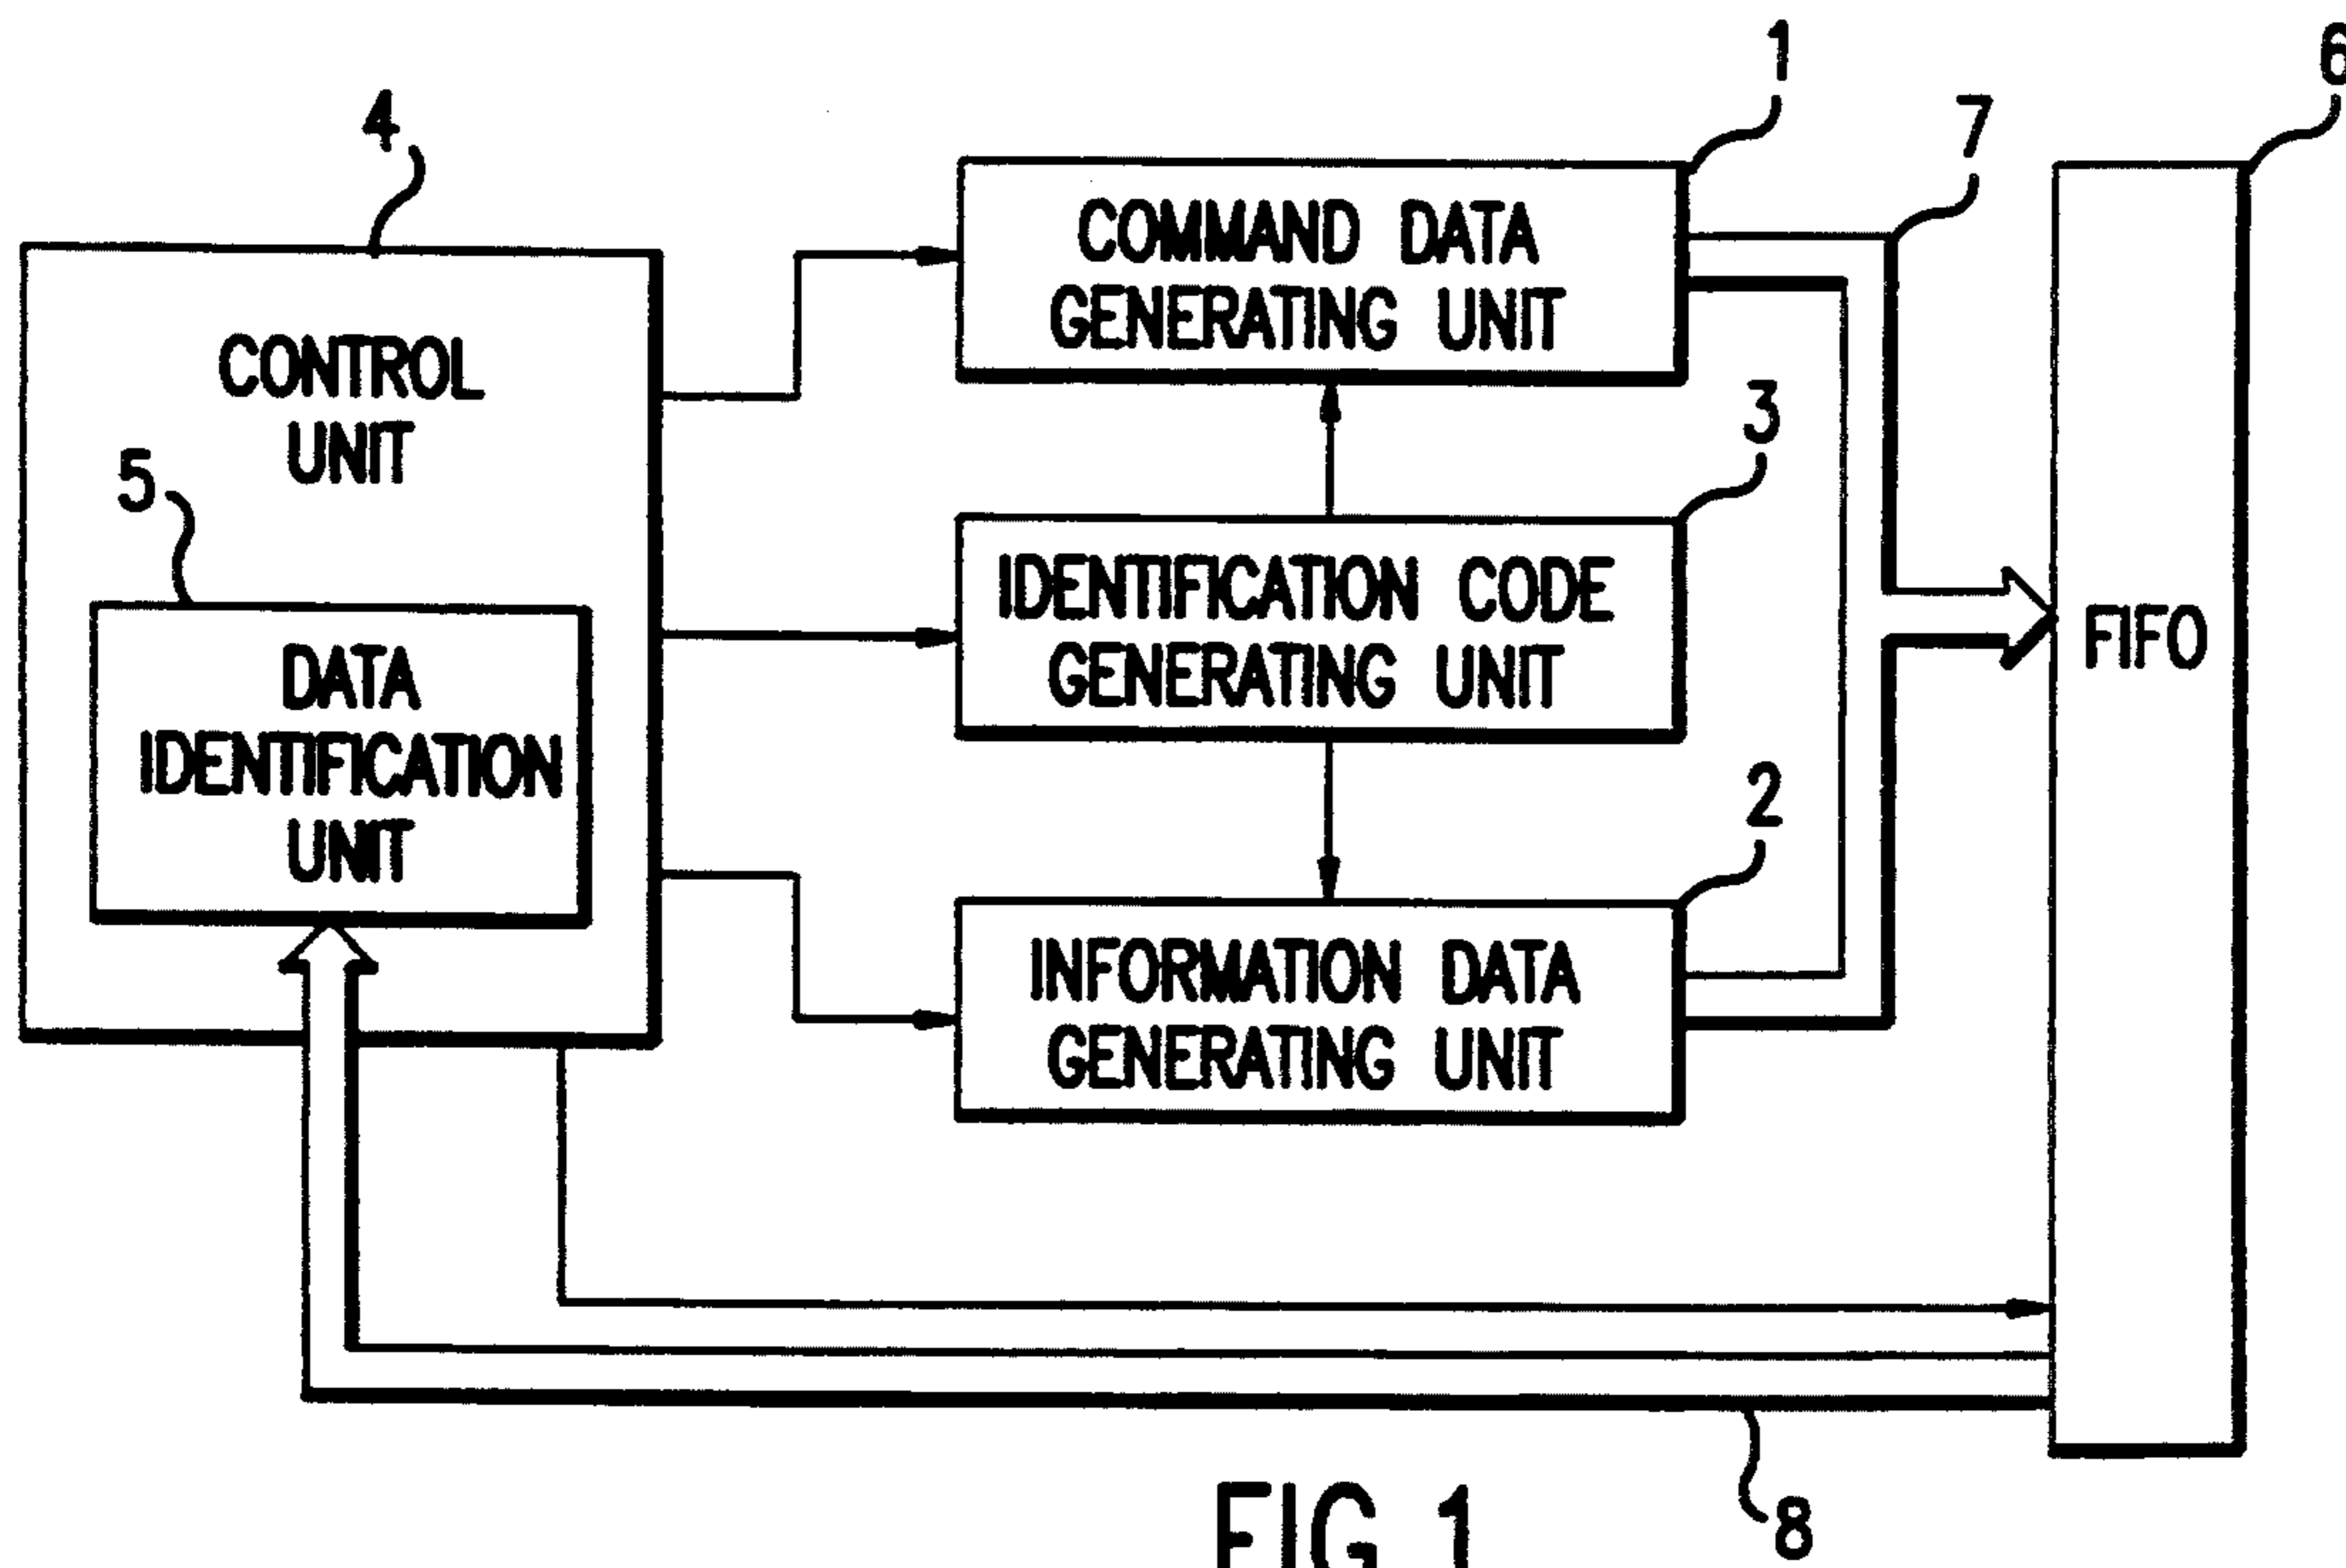 1
6
4
7
COMMAND DATA
GENERATING UNIT
CONTROL
UNIT
3
5
IDENTIFICATION CODE
GENERATING UNIT
FIFO
DATA
IDENTIFICATION
UNIT
2
INFORMATION DATA
GENERATING UNIT
8
FIG.1